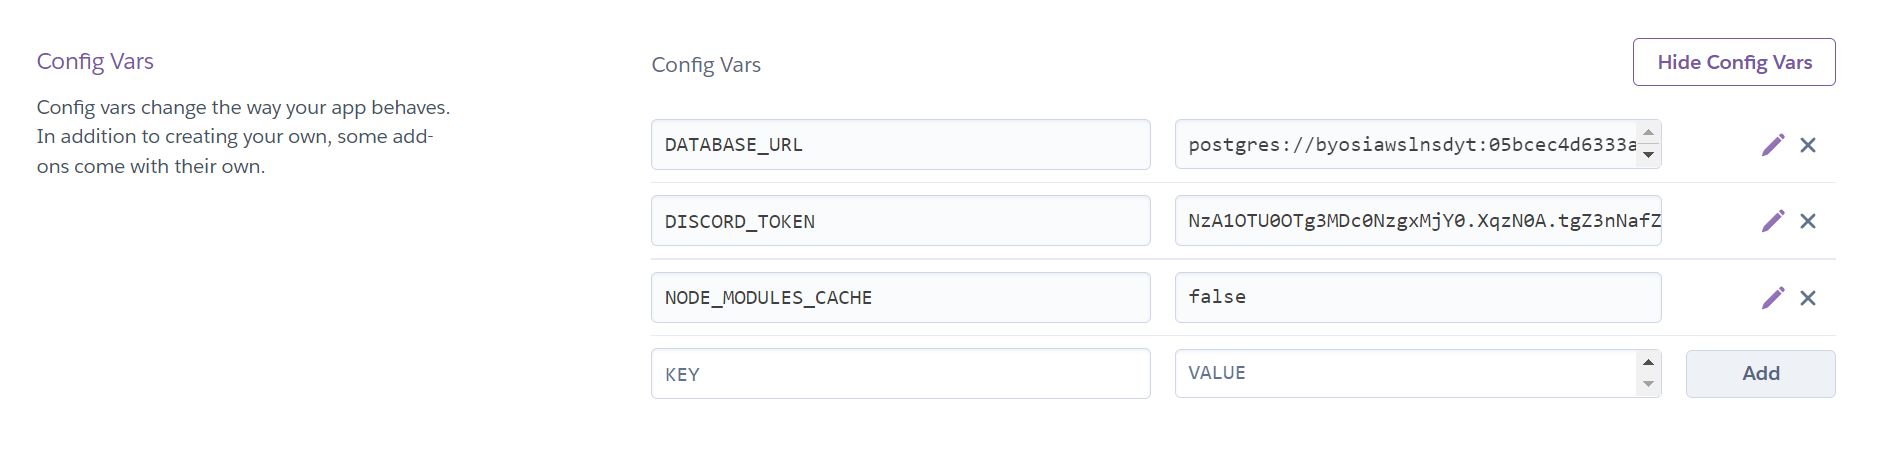 Config Vars
Config vars change the way your app behaves.
In addition to creating your own, some add-
ons come with their own.
Config Vars
Hide Config Vars
DATABASE_URL
postgres://byosiawslnsdyt:05bcec4d6333a
DISCORD_TOKEN
NzA1OTU0OTg3MDc0NzgxMjY0.XqzN0A.tgZ3nNafZ
NODE_MODULES_CACHE
false
KEY
VALUE
Add